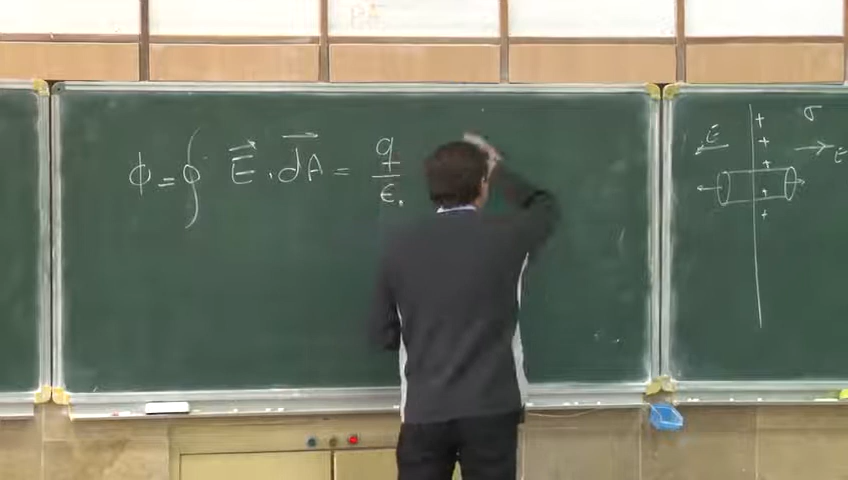 ϕ = ∮ E⃗ . dA⃗ = q/ε₀
σ
E⃗
E
+
+
+
+
+